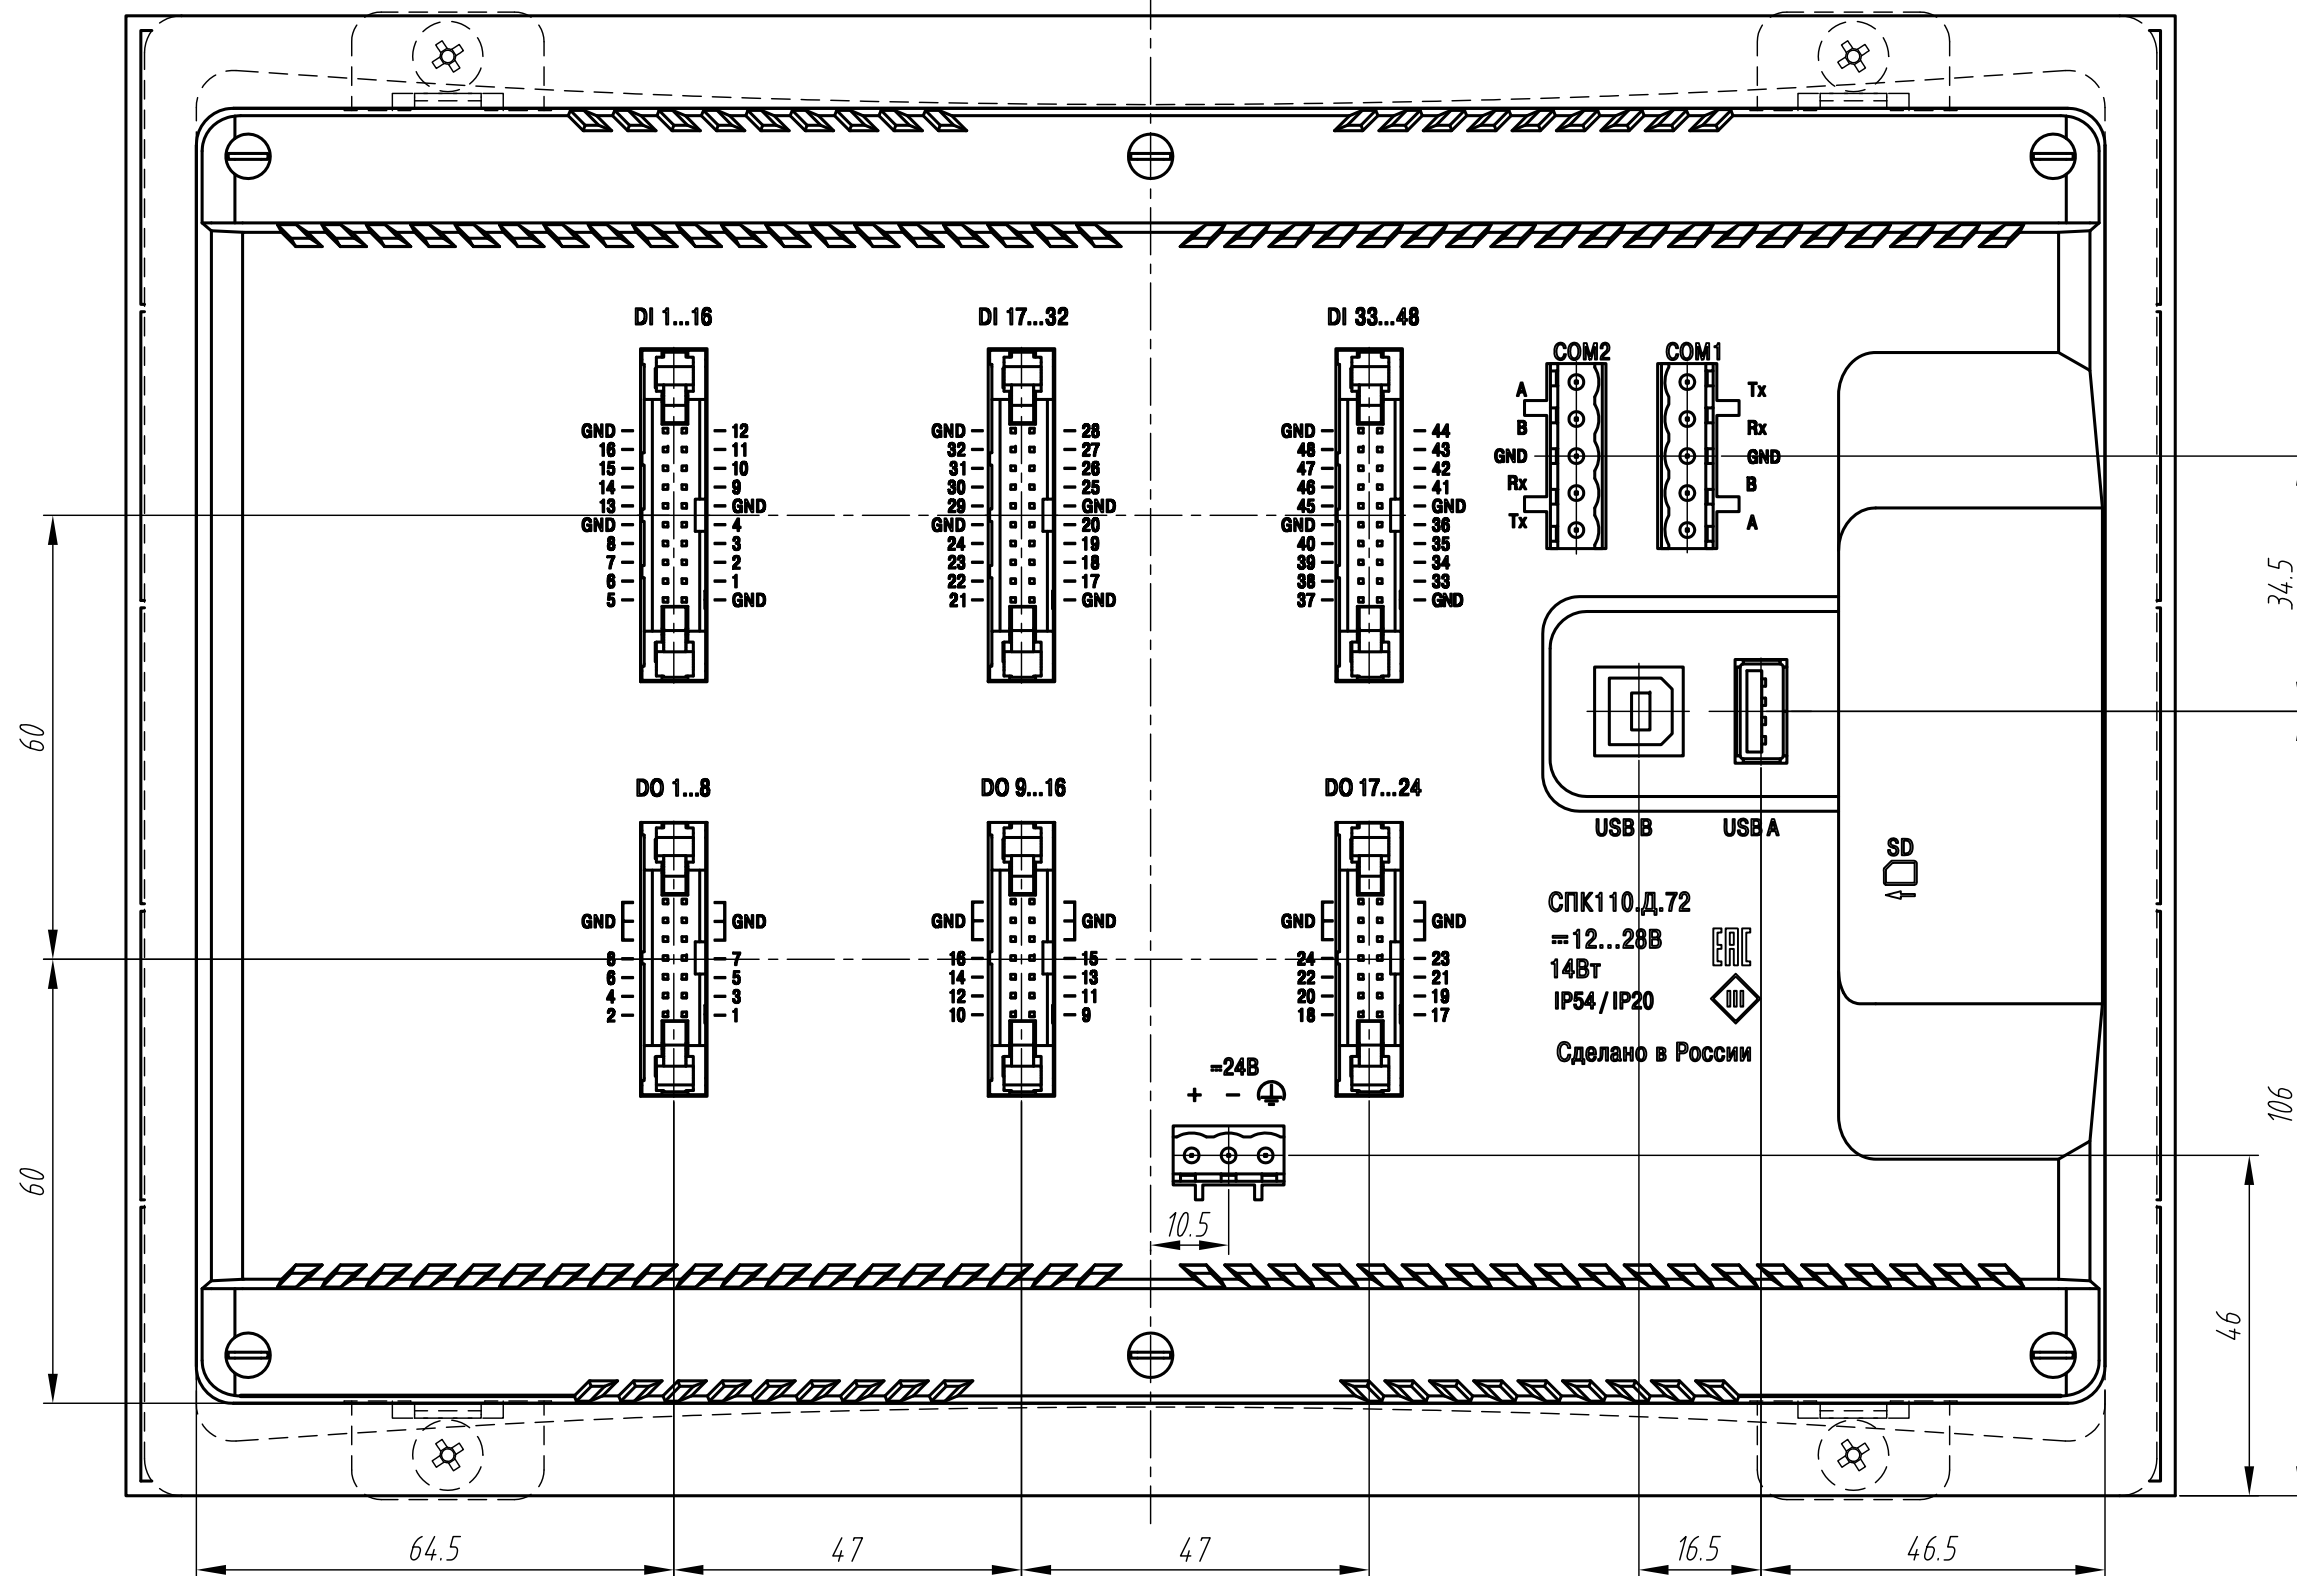 DI 1...16
DI 17...32
DI 33...48
GND 12
16 11
15 10
14 9
13 GND
GND 4
8 3
7 2
6 1
5 GND
GND 28
32 27
31 26
30 25
29 GND
GND 20
24 19
23 18
22 17
21 GND
GND 44
48 43
47 42
46 41
45 GND
GND 36
40 35
39 34
38 33
37 GND
COM2
COM1
A
B
GND
Rx
Tx
Tx
Rx
GND
B
A
34.5
60
DO 1...8
DO 9...16
DO 17...24
GND GND
8 7
6 5
4 3
2 1
GND GND
16 15
14 13
12 11
10 9
GND GND
24 23
22 21
20 19
18 17
USB B
USB A
SD
СПК110.Д.72
⎓12...28В
14Вт
IP54 / IP20
EAC
Ш
Сделано в России
=24В
+ −
106
60
10.5
46
64.5
47
47
16.5
46.5